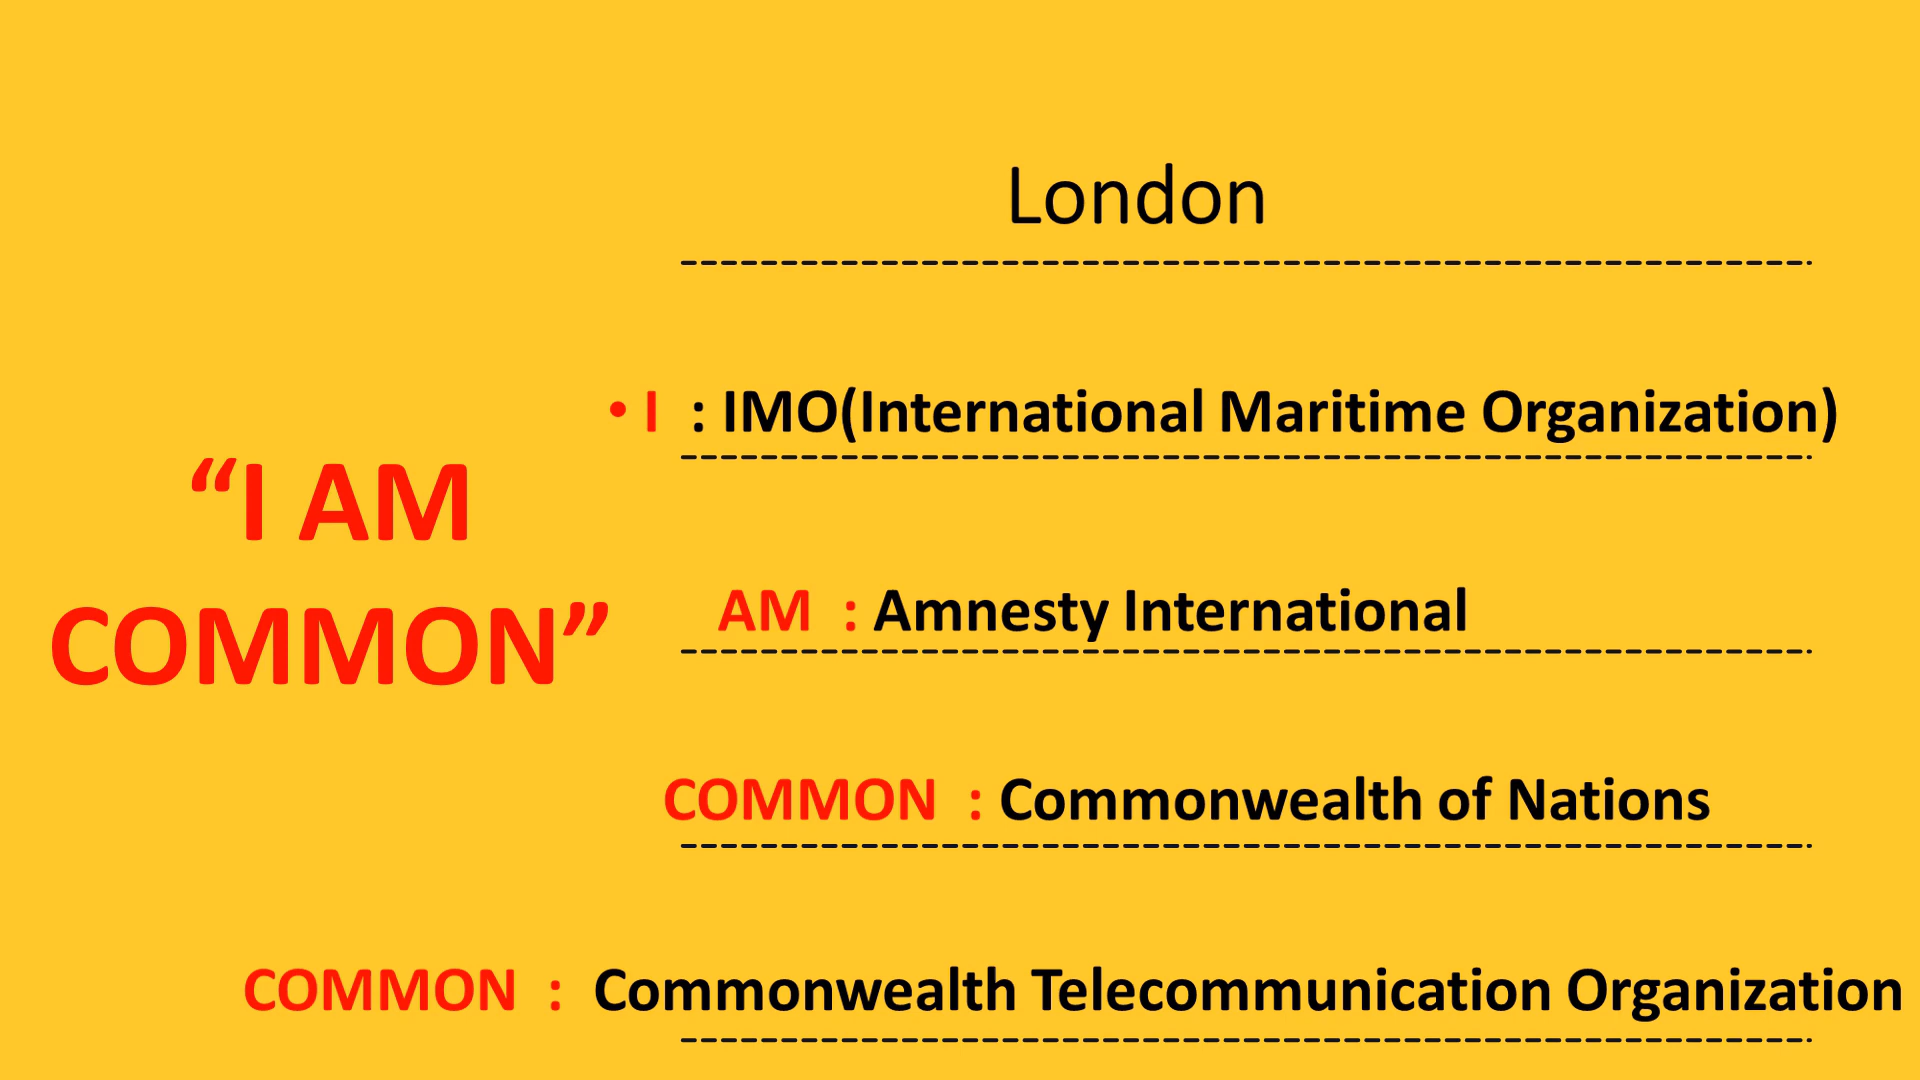 London
“I AM
COMMON”
• I : IMO(International Maritime Organization)
AM : Amnesty International
COMMON : Commonwealth of Nations
COMMON : Commonwealth Telecommunication Organization